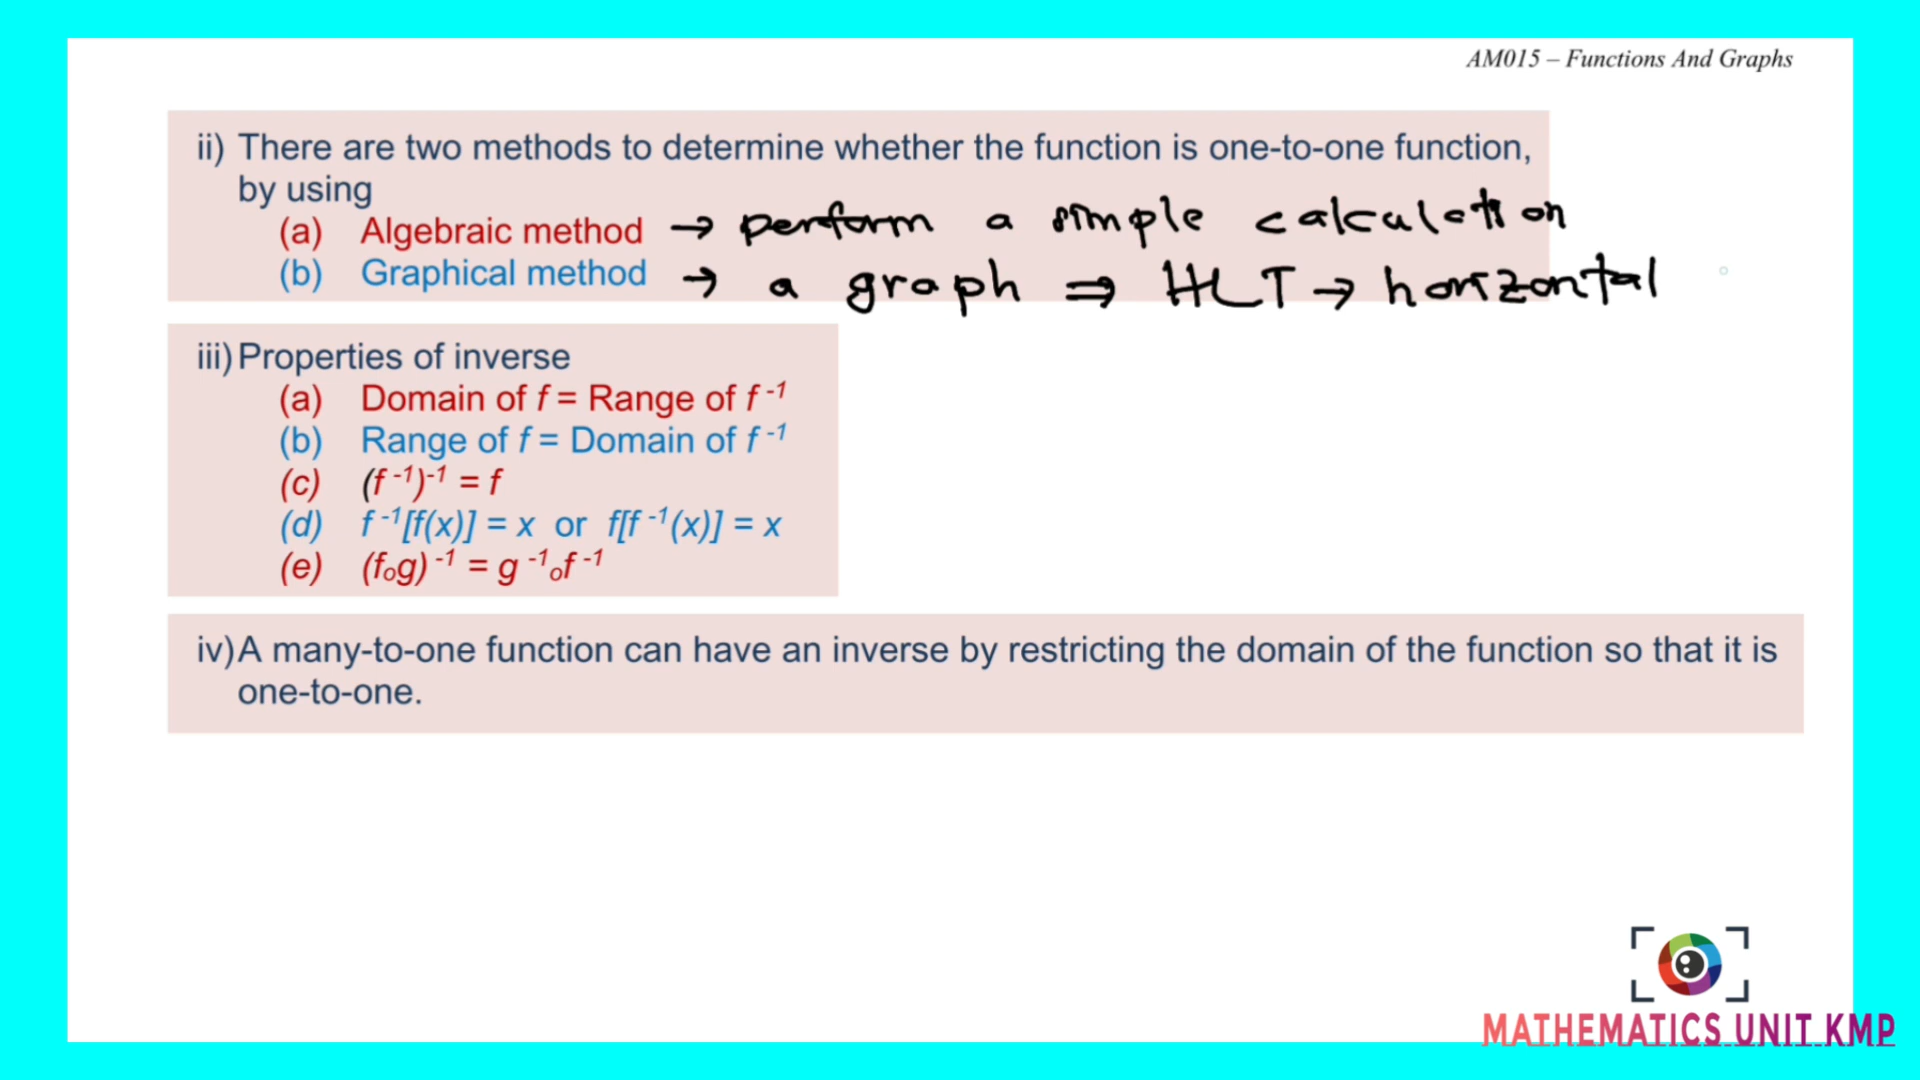 AM015 – Functions And Graphs
ii) There are two methods to determine whether the function is one-to-one function,
by using
(a) Algebraic method → perform a simple calculation
(b) Graphical method → a graph ⇒ HLT → horizontal
iii) Properties of inverse
(a) Domain of f = Range of f ⁻¹
(b) Range of f = Domain of f ⁻¹
(c) (f ⁻¹)⁻¹ = f
(d) f ⁻¹[f(x)] = x or f[f ⁻¹(x)] = x
(e) (fog) ⁻¹ = g ⁻¹of ⁻¹
iv) A many-to-one function can have an inverse by restricting the domain of the function so that it is
one-to-one.
MATHEMATICS UNIT KMP